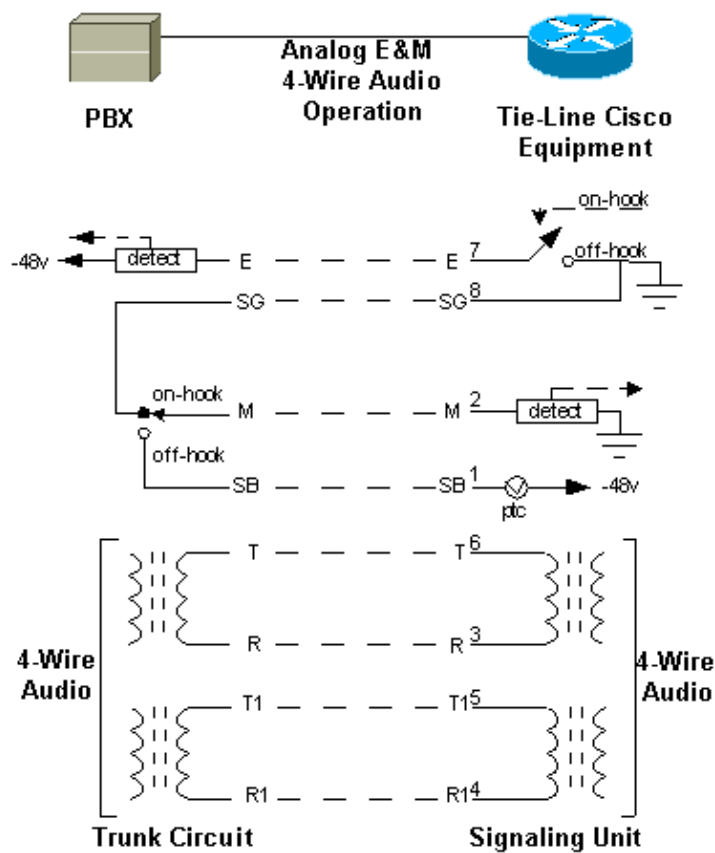 Analog E&M
4-Wire Audio
Operation
PBX
Tie-Line Cisco
Equipment
on-hook
-48v
detect
E
E
7
off-hook
SG
SG
8
on-hook
M
M
2
detect
off-hook
SB
SB
1
-48v
ptc
T
T
6
4-Wire
Audio
R
R
3
4-Wire
Audio
T1
T1
5
R1
R1
4
Trunk Circuit
Signaling Unit